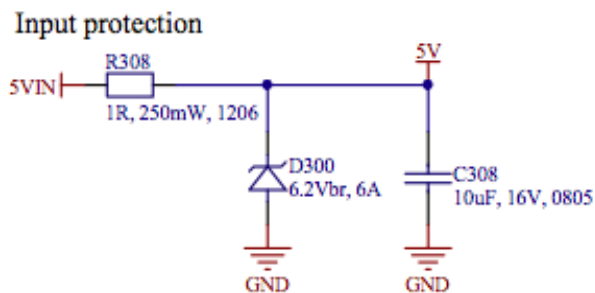 Input protection
R308
5V
5VIN
1R, 250mW, 1206
D300
6.2Vbr, 6A
C308
10uF, 16V, 0805
GND
GND